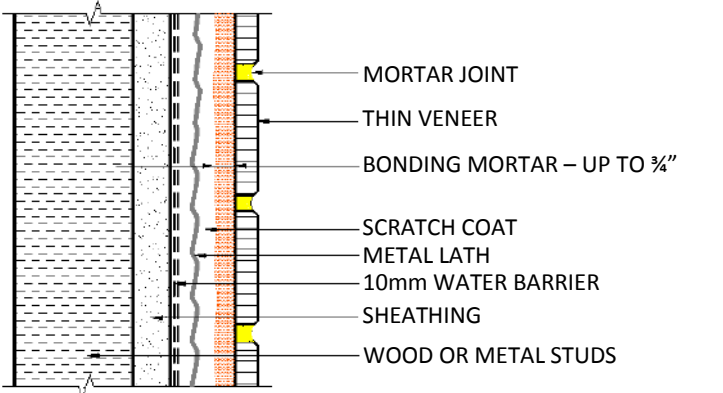 MORTAR JOINT
THIN VENEER
BONDING MORTAR – UP TO ¾”
SCRATCH COAT
METAL LATH
10mm WATER BARRIER
SHEATHING
WOOD OR METAL STUDS